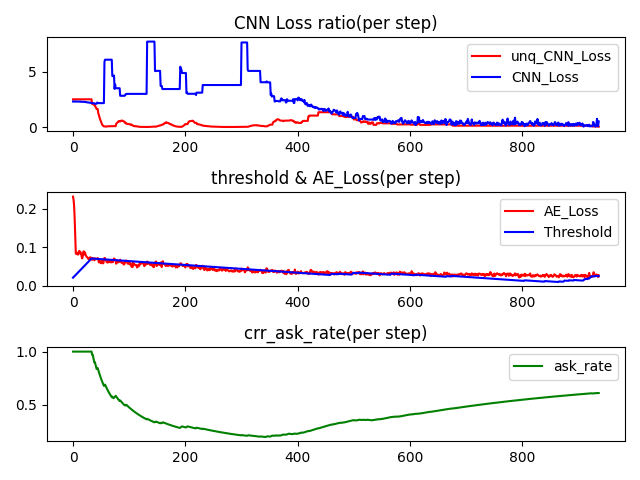 CNN Loss ratio(per step)
5
0
unq_CNN_Loss
CNN_Loss
0 200 400 600 800
threshold & AE_Loss(per step)
0.2
0.1
0.0
AE_Loss
Threshold
0 200 400 600 800
crr_ask_rate(per step)
1.0
0.5
ask_rate
0 200 400 600 800